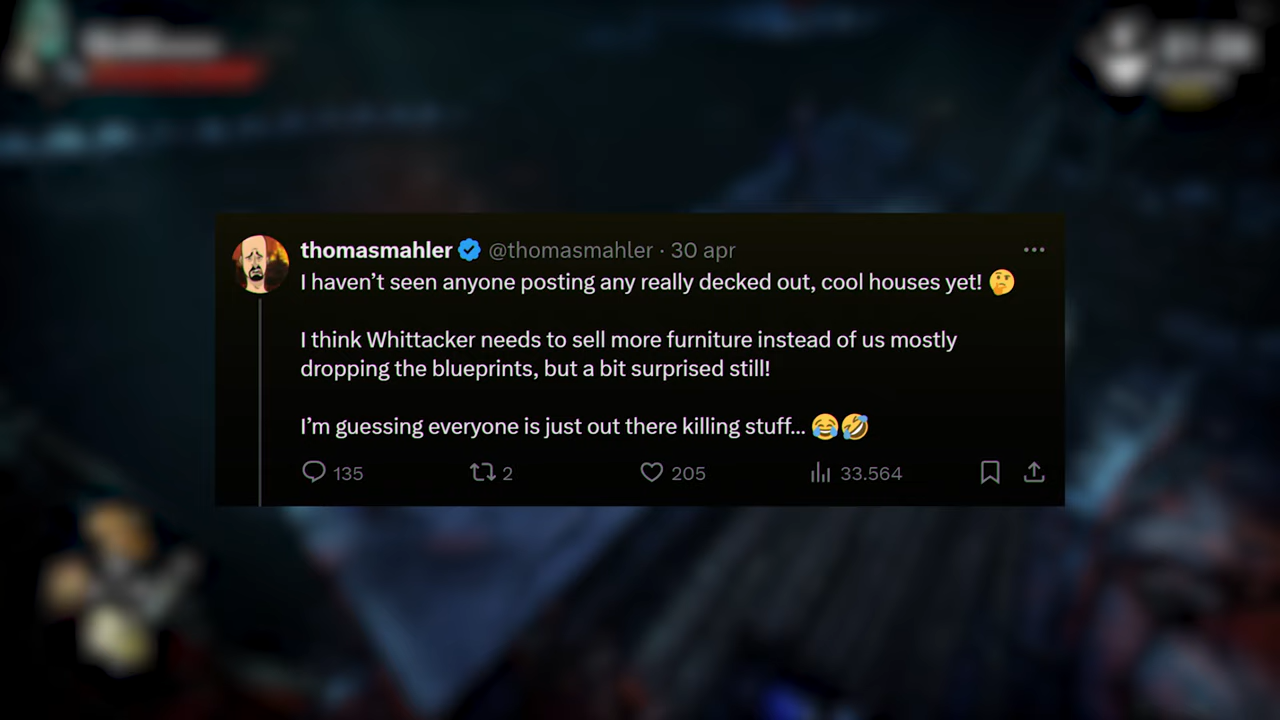 thomasmahler @thomasmahler · 30 apr
I haven’t seen anyone posting any really decked out, cool houses yet! 🤔
I think Whittacker needs to sell more furniture instead of us mostly
dropping the blueprints, but a bit surprised still!
I’m guessing everyone is just out there killing stuff... 😂🤣
135 2 205 33.564